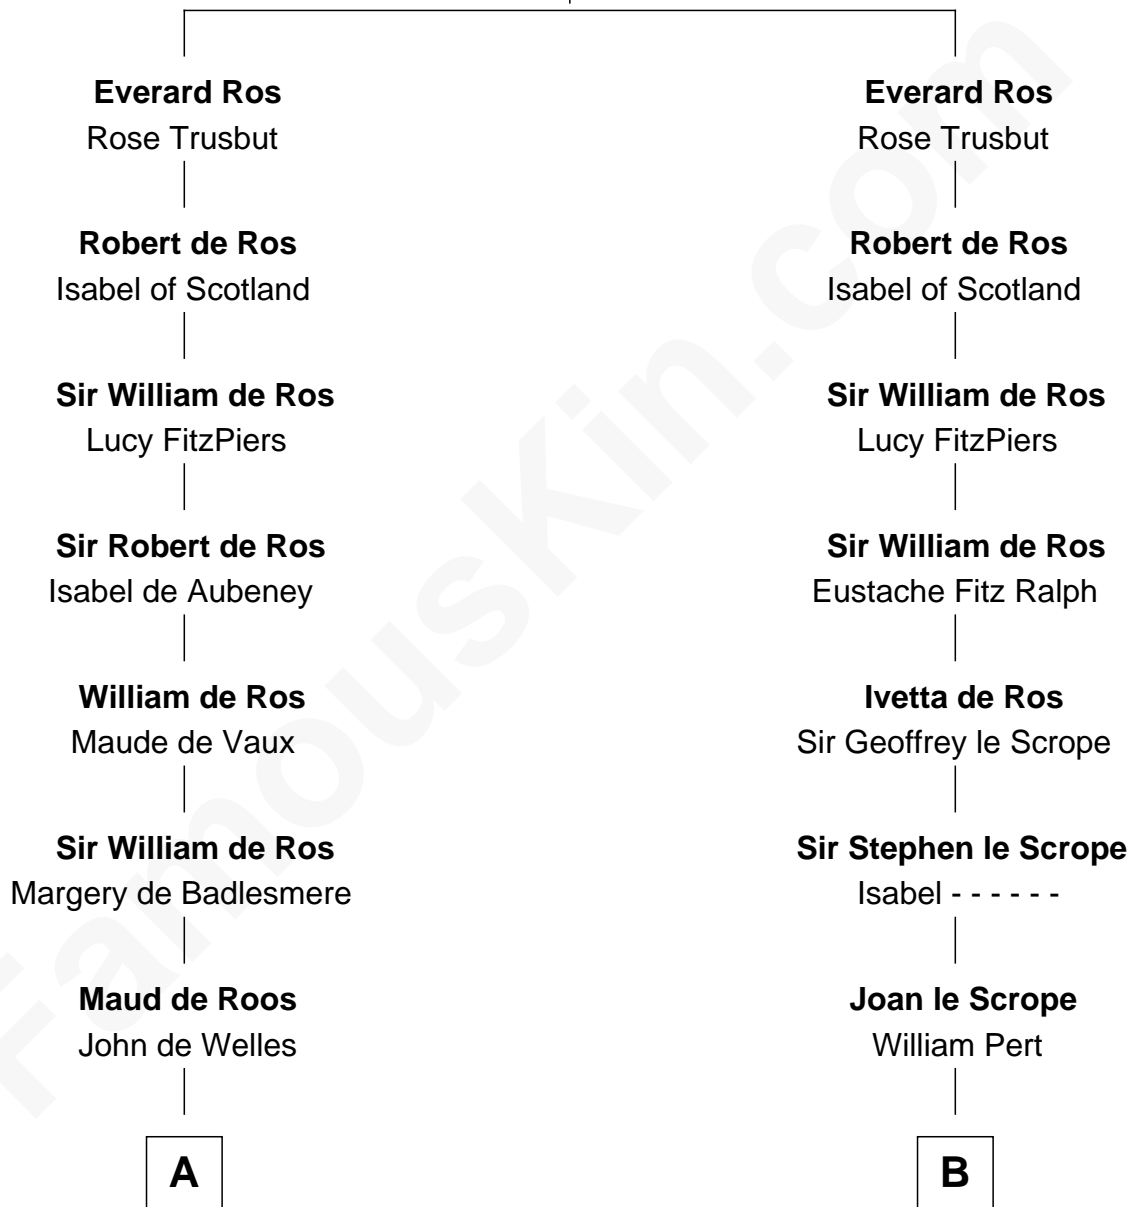 Everard Ros
Rose Trusbut
Robert de Ros
Isabel of Scotland
Sir William de Ros
Lucy FitzPiers
Sir Robert de Ros
Isabel de Aubeney
William de Ros
Maude de Vaux
Sir William de Ros
Margery de Badlesmere
Maud de Roos
John de Welles
A
Everard Ros
Rose Trusbut
Robert de Ros
Isabel of Scotland
Sir William de Ros
Lucy FitzPiers
Sir William de Ros
Eustache Fitz Ralph
Ivetta de Ros
Sir Geoffrey le Scrope
Sir Stephen le Scrope
Isabel - - - - - -
Joan le Scrope
William Pert
B
FamousKin.com